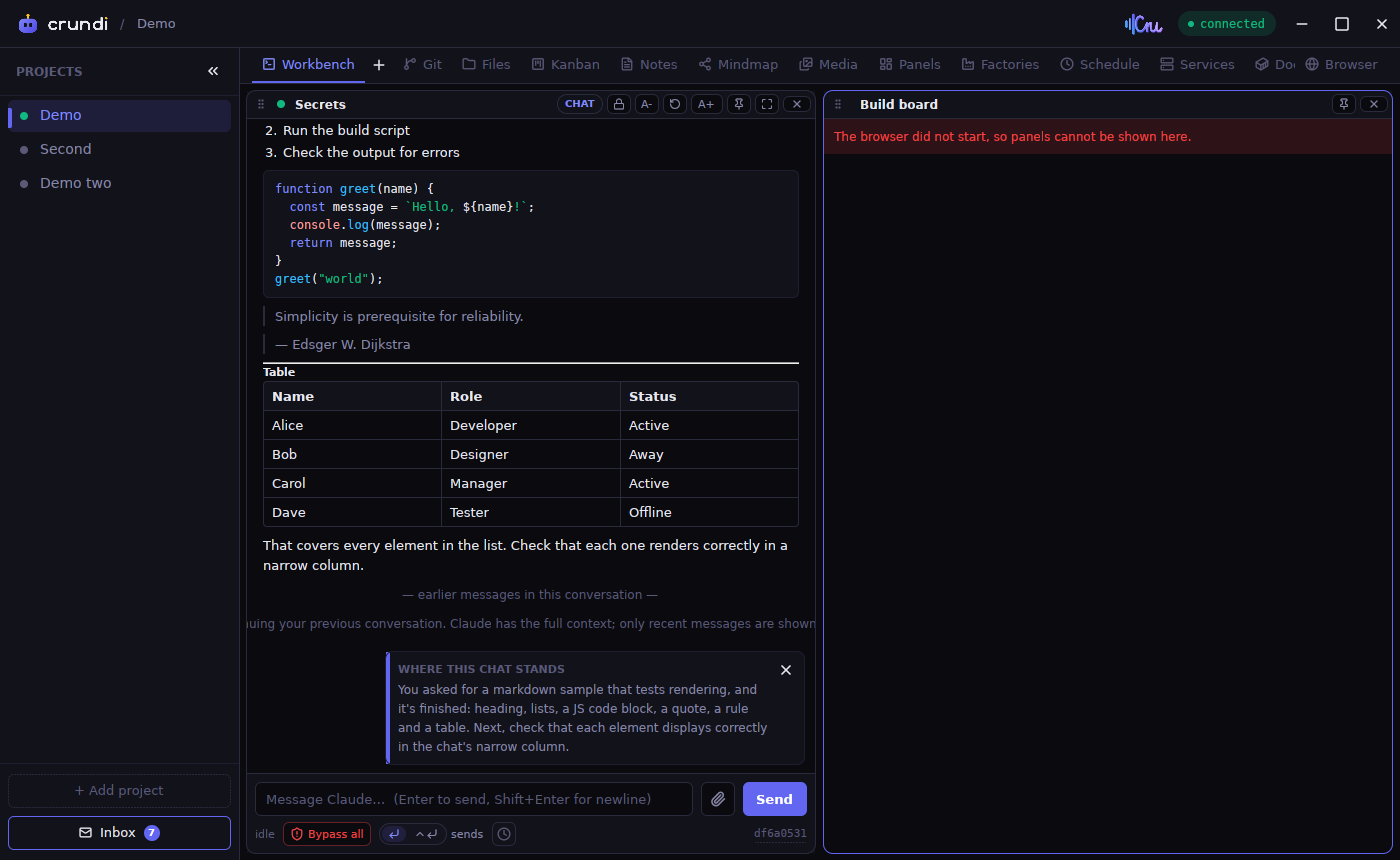 crundi / Demo
Cru
connected
PROJECTS
Demo
Second
Demo two
+ Add project
Inbox 7
Workbench
Git
Files
Kanban
Notes
Mindmap
Media
Panels
Factories
Schedule
Services
Do
Browser
Secrets
CHAT
A-
A+
2. Run the build script
3. Check the output for errors
function greet(name) {
const message = `Hello, ${name}!`;
console.log(message);
return message;
}
greet("world");
Simplicity is prerequisite for reliability.
— Edsger W. Dijkstra
Table
Name Role Status
Alice Developer Active
Bob Designer Away
Carol Manager Active
Dave Tester Offline
That covers every element in the list. Check that each one renders correctly in a
narrow column.
— earlier messages in this conversation —
uing your previous conversation. Claude has the full context; only recent messages are shown
WHERE THIS CHAT STANDS
You asked for a markdown sample that tests rendering, and
it's finished: heading, lists, a JS code block, a quote, a rule
and a table. Next, check that each element displays correctly
in the chat's narrow column.
Message Claude... (Enter to send, Shift+Enter for newline)
Send
idle
Bypass all
sends
df6a0531
Build board
The browser did not start, so panels cannot be shown here.